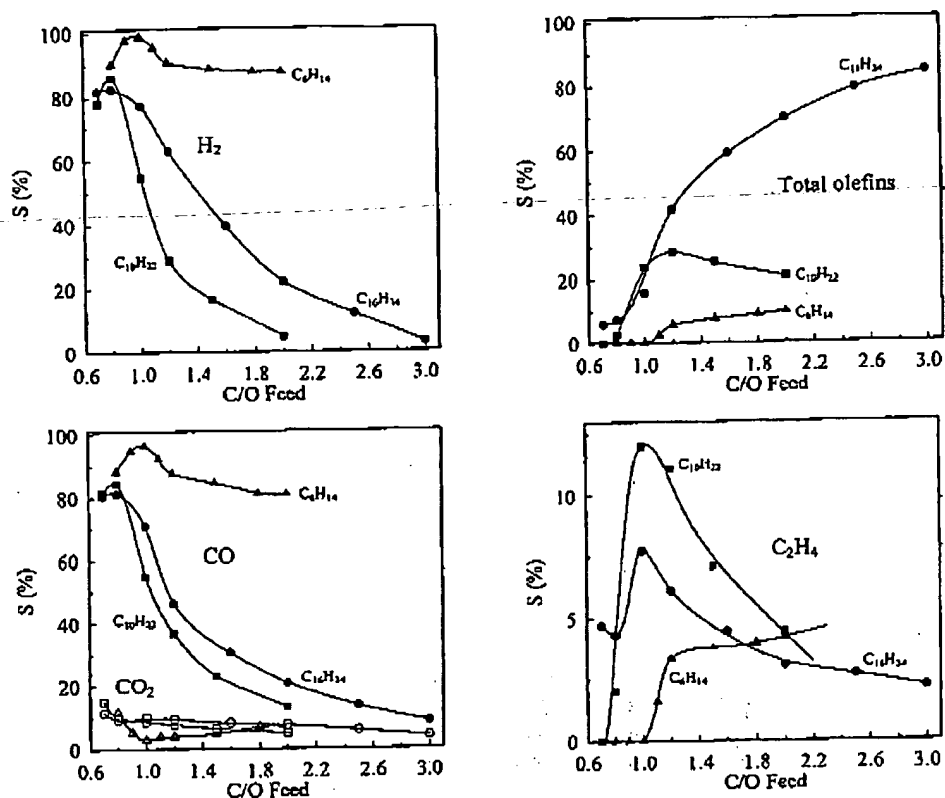 100
80
60
40
20
0
S (%)
C₆H₁₄
H₂
C₁₀H₂₂
C₁₆H₃₄
0.6 1.0 1.4 1.8 2.2 2.6 3.0
C/O Feed
100
80
60
40
20
0
S (%)
C₁₆H₃₄
Total olefins
C₁₀H₂₂
C₆H₁₄
0.6 1.0 1.4 1.8 2.2 2.6 3.0
C/O Feed
100
80
60
40
20
0
S (%)
C₆H₁₄
CO
C₁₀H₂₂
C₁₆H₃₄
CO₂
0.6 1.0 1.4 1.8 2.2 2.6 3.0
C/O Feed
10
5
0
S (%)
C₁₀H₂₂
C₂H₄
C₆H₁₄
C₁₆H₃₄
0.6 1.0 1.4 1.8 2.2 2.6 3.0
C/O Feed